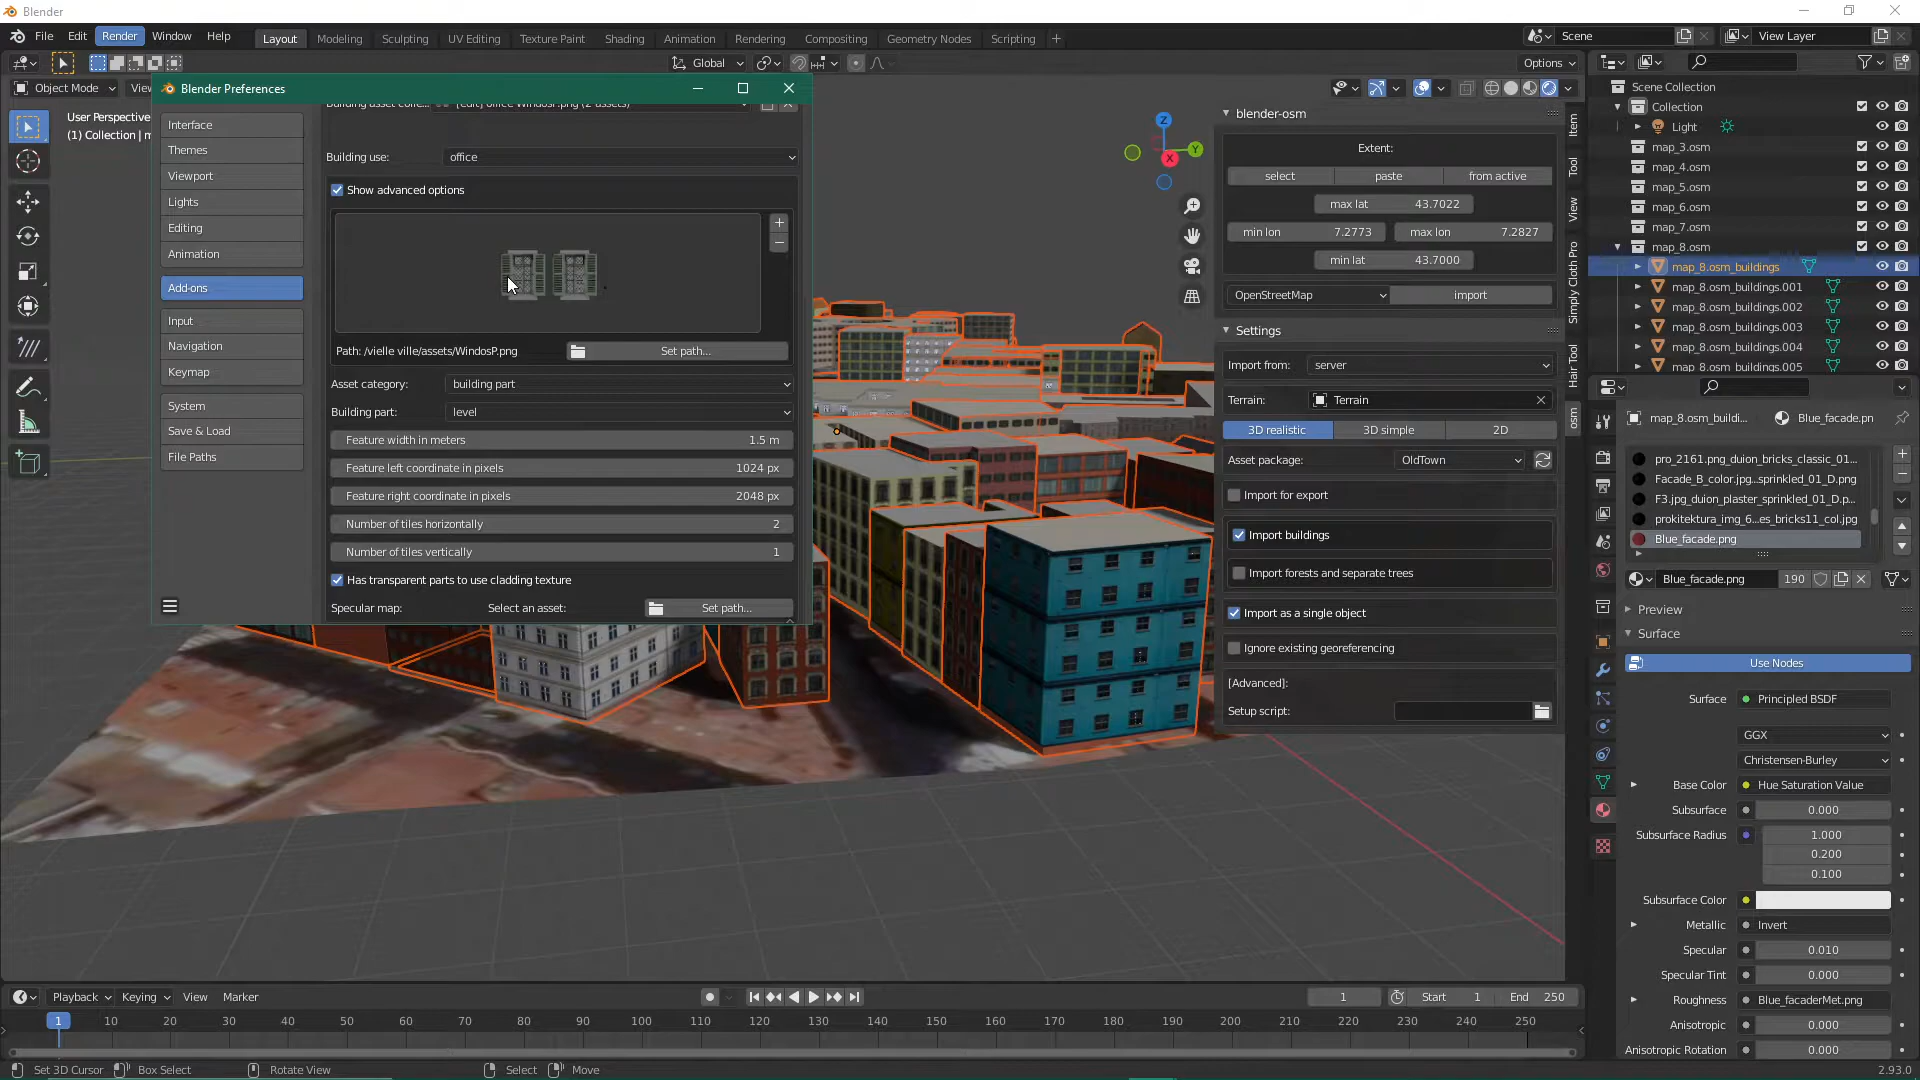 Blender
File Edit Render Window Help
Layout Modeling Sculpting UV Editing Texture Paint Shading Animation Rendering Compositing Geometry Nodes Scripting +
Scene
View Layer
Global
Options
Object Mode
User Perspective
(1) Collection |
Blender Preferences
Interface
Themes
Viewport
Lights
Editing
Animation
Add-ons
Input
Navigation
Keymap
System
Save & Load
File Paths
Building use: office
Show advanced options
Path: /vielle ville/assets/WindosP.png Set path...
Asset category: building part
Building part: level
Feature width in meters 1.5 m
Feature left coordinate in pixels 1024 px
Feature right coordinate in pixels 2048 px
Number of tiles horizontally 2
Number of tiles vertically 1
Has transparent parts to use cladding texture
Specular map: Select an asset: Set path...
Z
Y
X
blender-osm
Extent:
select paste from active
max lat 43.7022
min lon 7.2773 max lon 7.2827
min lat 43.7000
OpenStreetMap import
Settings
Import from: server
Terrain: Terrain
3D realistic 3D simple 2D
Asset package: OldTown
Import for export
Import buildings
Import forests and separate trees
Import as a single object
Ignore existing georeferencing
[Advanced]:
Setup script:
Item
Tool
View
Simply Cloth Pro
Hair Tool
osm
Scene Collection
Collection
Light
map_3.osm
map_4.osm
map_5.osm
map_6.osm
map_7.osm
map_8.osm
map_8.osm_buildings
map_8.osm_buildings.001
map_8.osm_buildings.002
map_8.osm_buildings.003
map_8.osm_buildings.004
map_8.osm_buildings.005
map_8.osm_buildi... Blue_facade.pn
pro_2161.png_duion_bricks_classic_01...
Facade_B_color.jpg...sprinkled_01_D.png
F3.jpg_duion_plaster_sprinkled_01_D.p...
prokitektura_img_6...es_bricks11_col.jpg
Blue_facade.png
Blue_facade.png 190
Preview
Surface
Use Nodes
Surface Principled BSDF
GGX
Christensen-Burley
Base Color Hue Saturation Value
Subsurface 0.000
Subsurface Radius 1.000
0.200
0.100
Subsurface Color
Metallic Invert
Specular 0.010
Specular Tint 0.000
Roughness Blue_facaderMet.png
Anisotropic 0.000
Anisotropic Rotation 0.000
Playback Keying View Marker
1 Start 1 End 250
1 10 20 30 40 50 60 70 80 90 100 110 120 130 140 150 160 170 180 190 200 210 220 230 240 250
Set 3D Cursor Box Select Rotate View Select Move
2.93.0